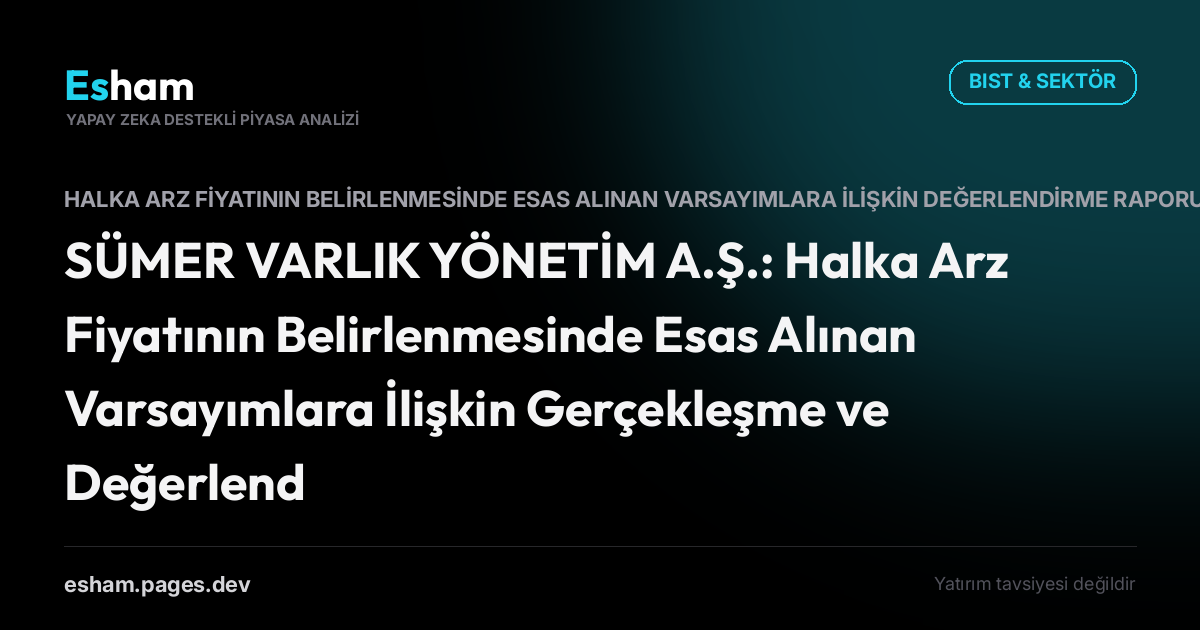 Esham
YAPAY ZEKA DESTEKLİ PİYASA ANALİZİ
BIST & SEKTÖR
HALKA ARZ FİYATININ BELİRLENMESİNDE ESAS ALINAN VARSAYIMLARA İLİŞKİN DEĞERLENDİRME RAPORU
SÜMER VARLIK YÖNETİM A.Ş.: Halka Arz
Fiyatının Belirlenmesinde Esas Alınan
Varsayımlara İlişkin Gerçekleşme ve
Değerlend
esham.pages.dev
Yatırım tavsiyesi değildir